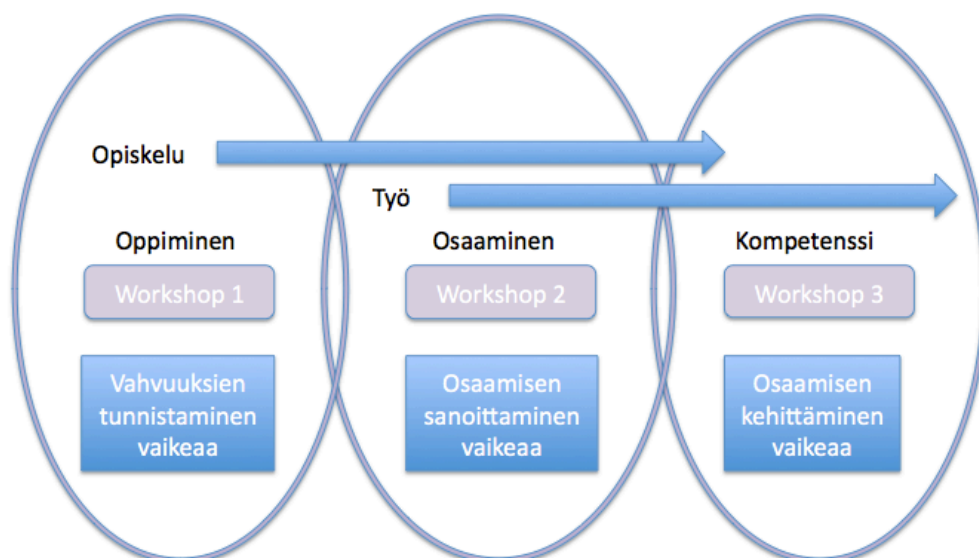 Opiskelu
Työ
Oppiminen
Osaaminen
Kompetenssi
Workshop 1
Workshop 2
Workshop 3
Vahvuuksien
tunnistaminen
vaikeaa
Osaamisen
sanoittaminen
vaikeaa
Osaamisen
kehittäminen
vaikeaa